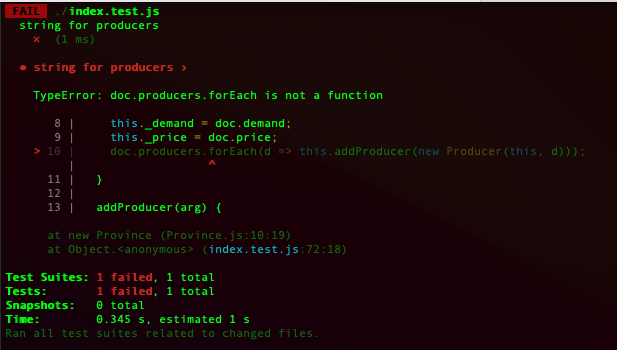 FAIL ./index.test.js
string for producers
× (1 ms)
● string for producers ›
TypeError: doc.producers.forEach is not a function
8 | this._demand = doc.demand;
9 | this._price = doc.price;
> 10 | doc.producers.forEach(d => this.addProducer(new Producer(this, d)));
| ^
11 | }
12 |
13 | addProducer(arg) {
at new Province (Province.js:10:19)
at Object.<anonymous> (index.test.js:72:18)
Test Suites: 1 failed, 1 total
Tests: 1 failed, 1 total
Snapshots: 0 total
Time: 0.345 s, estimated 1 s
Ran all test suites related to changed files.